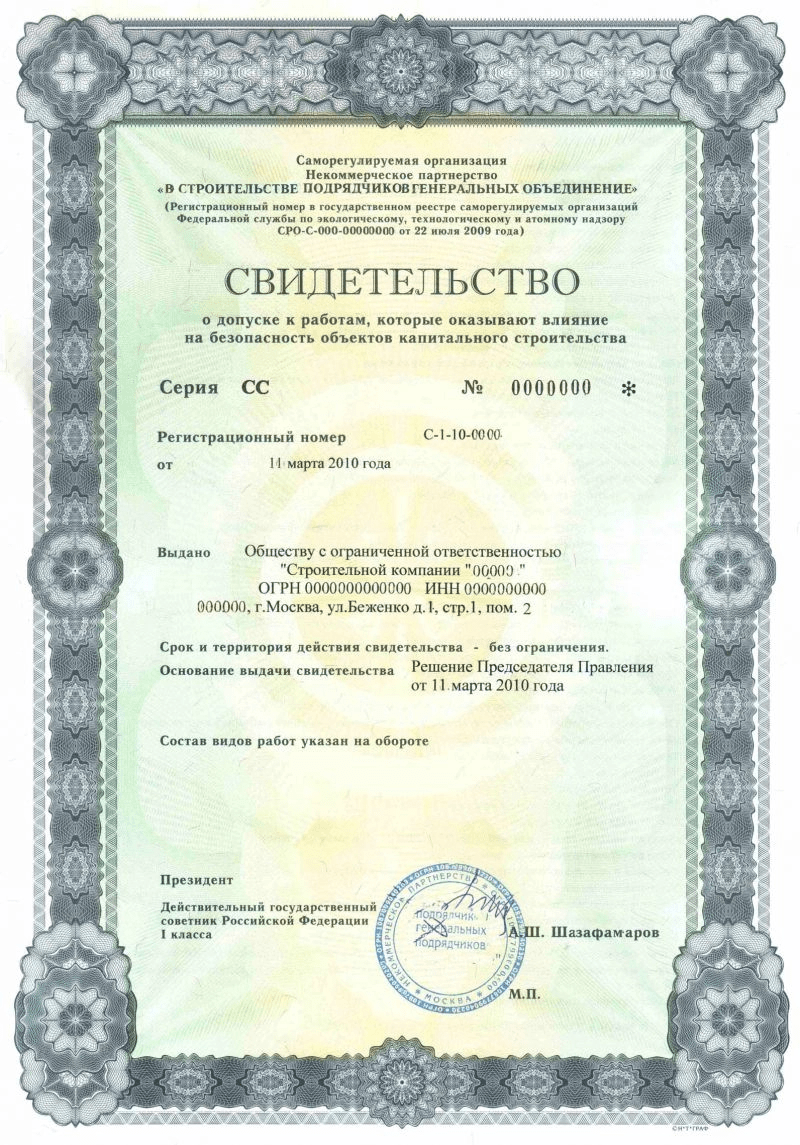 Саморегулируемая организация
Некоммерческое партнерство
«В СТРОИТЕЛЬСТВЕ ПОДРЯДЧИКОВ ГЕНЕРАЛЬНЫХ ОБЪЕДИНЕНИЕ»
(Регистрационный номер в государственном реестре саморегулируемых организаций
Федеральной службы по экологическому, технологическому и атомному надзору
СРО-С-000-00000000 от 22 июля 2009 года)
СВИДЕТЕЛЬСТВО
о допуске к работам, которые оказывают влияние
на безопасность объектов капитального строительства
Серия СС № 0000000 *
Регистрационный номер С-1-10-0000
от 11 марта 2010 года
Выдано Обществу с ограниченной ответственностью
"Строительной компании "00000."
ОГРН 0000000000000 ИНН 0000000000
000000, г.Москва, ул.Беженко д.1, стр.1, пом. 2
Срок и территория действия свидетельства - без ограничения.
Основание выдачи свидетельства Решение Председателя Правления
от 11 марта 2010 года
Состав видов работ указан на обороте
Президент
Действительный государственный
советник Российской Федерации
1 класса
НЕКОММЕРЧЕСКОЕ ПАРТНЕРСТВО
подрядчик
генеральных
подрядчиков
"
* МОСКВА *
А.Ш. Шазафамаров
М.П.
©Н*Т*ГРАФ